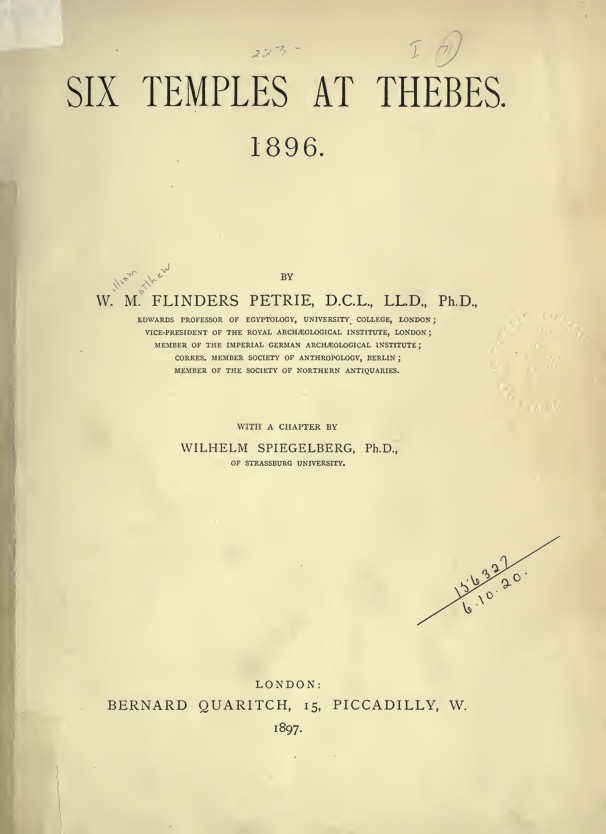 223-
SIX TEMPLES AT THEBES.
1896.
BY
illiam atthew
W. M. FLINDERS PETRIE, D.C.L., LL.D., Ph.D.,
EDWARDS PROFESSOR OF EGYPTOLOGY, UNIVERSITY COLLEGE, LONDON;
VICE-PRESIDENT OF THE ROYAL ARCHÆOLOGICAL INSTITUTE, LONDON;
MEMBER OF THE IMPERIAL GERMAN ARCHÆOLOGICAL INSTITUTE;
CORRES. MEMBER SOCIETY OF ANTHROPOLOGY, BERLIN;
MEMBER OF THE SOCIETY OF NORTHERN ANTIQUARIES.
WITH A CHAPTER BY
WILHELM SPIEGELBERG, Ph.D.,
OF STRASSBURG UNIVERSITY.
156327
6.10.20.
LONDON:
BERNARD QUARITCH, 15, PICCADILLY, W.
1897.